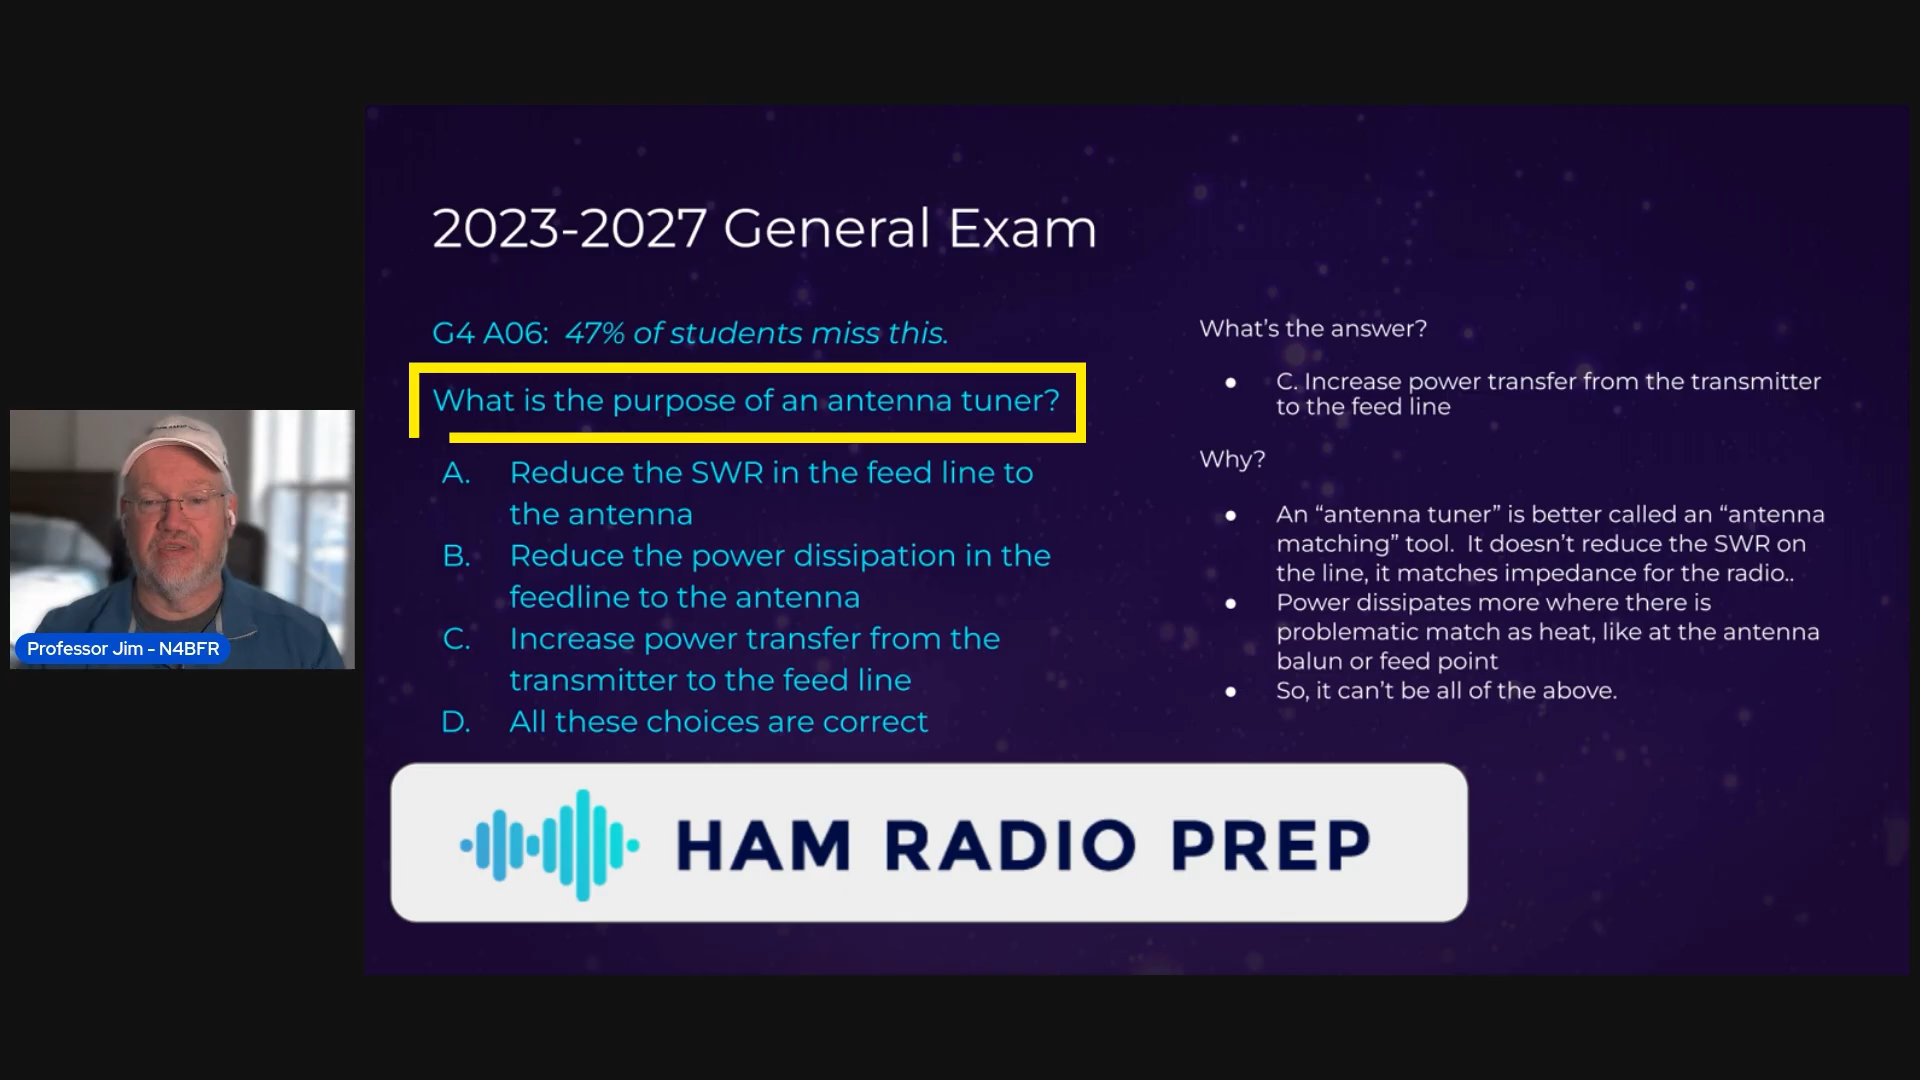 2023-2027 General Exam
G4 A06: 47% of students miss this.
What is the purpose of an antenna tuner?
A. Reduce the SWR in the feed line to
the antenna
B. Reduce the power dissipation in the
feedline to the antenna
C. Increase power transfer from the
transmitter to the feed line
D. All these choices are correct
What's the answer?
● C. Increase power transfer from the transmitter
to the feed line
Why?
● An “antenna tuner” is better called an “antenna
matching” tool. It doesn't reduce the SWR on
the line, it matches impedance for the radio..
● Power dissipates more where there is
problematic match as heat, like at the antenna
balun or feed point
● So, it can't be all of the above.
Professor Jim - N4BFR
HAM RADIO PREP